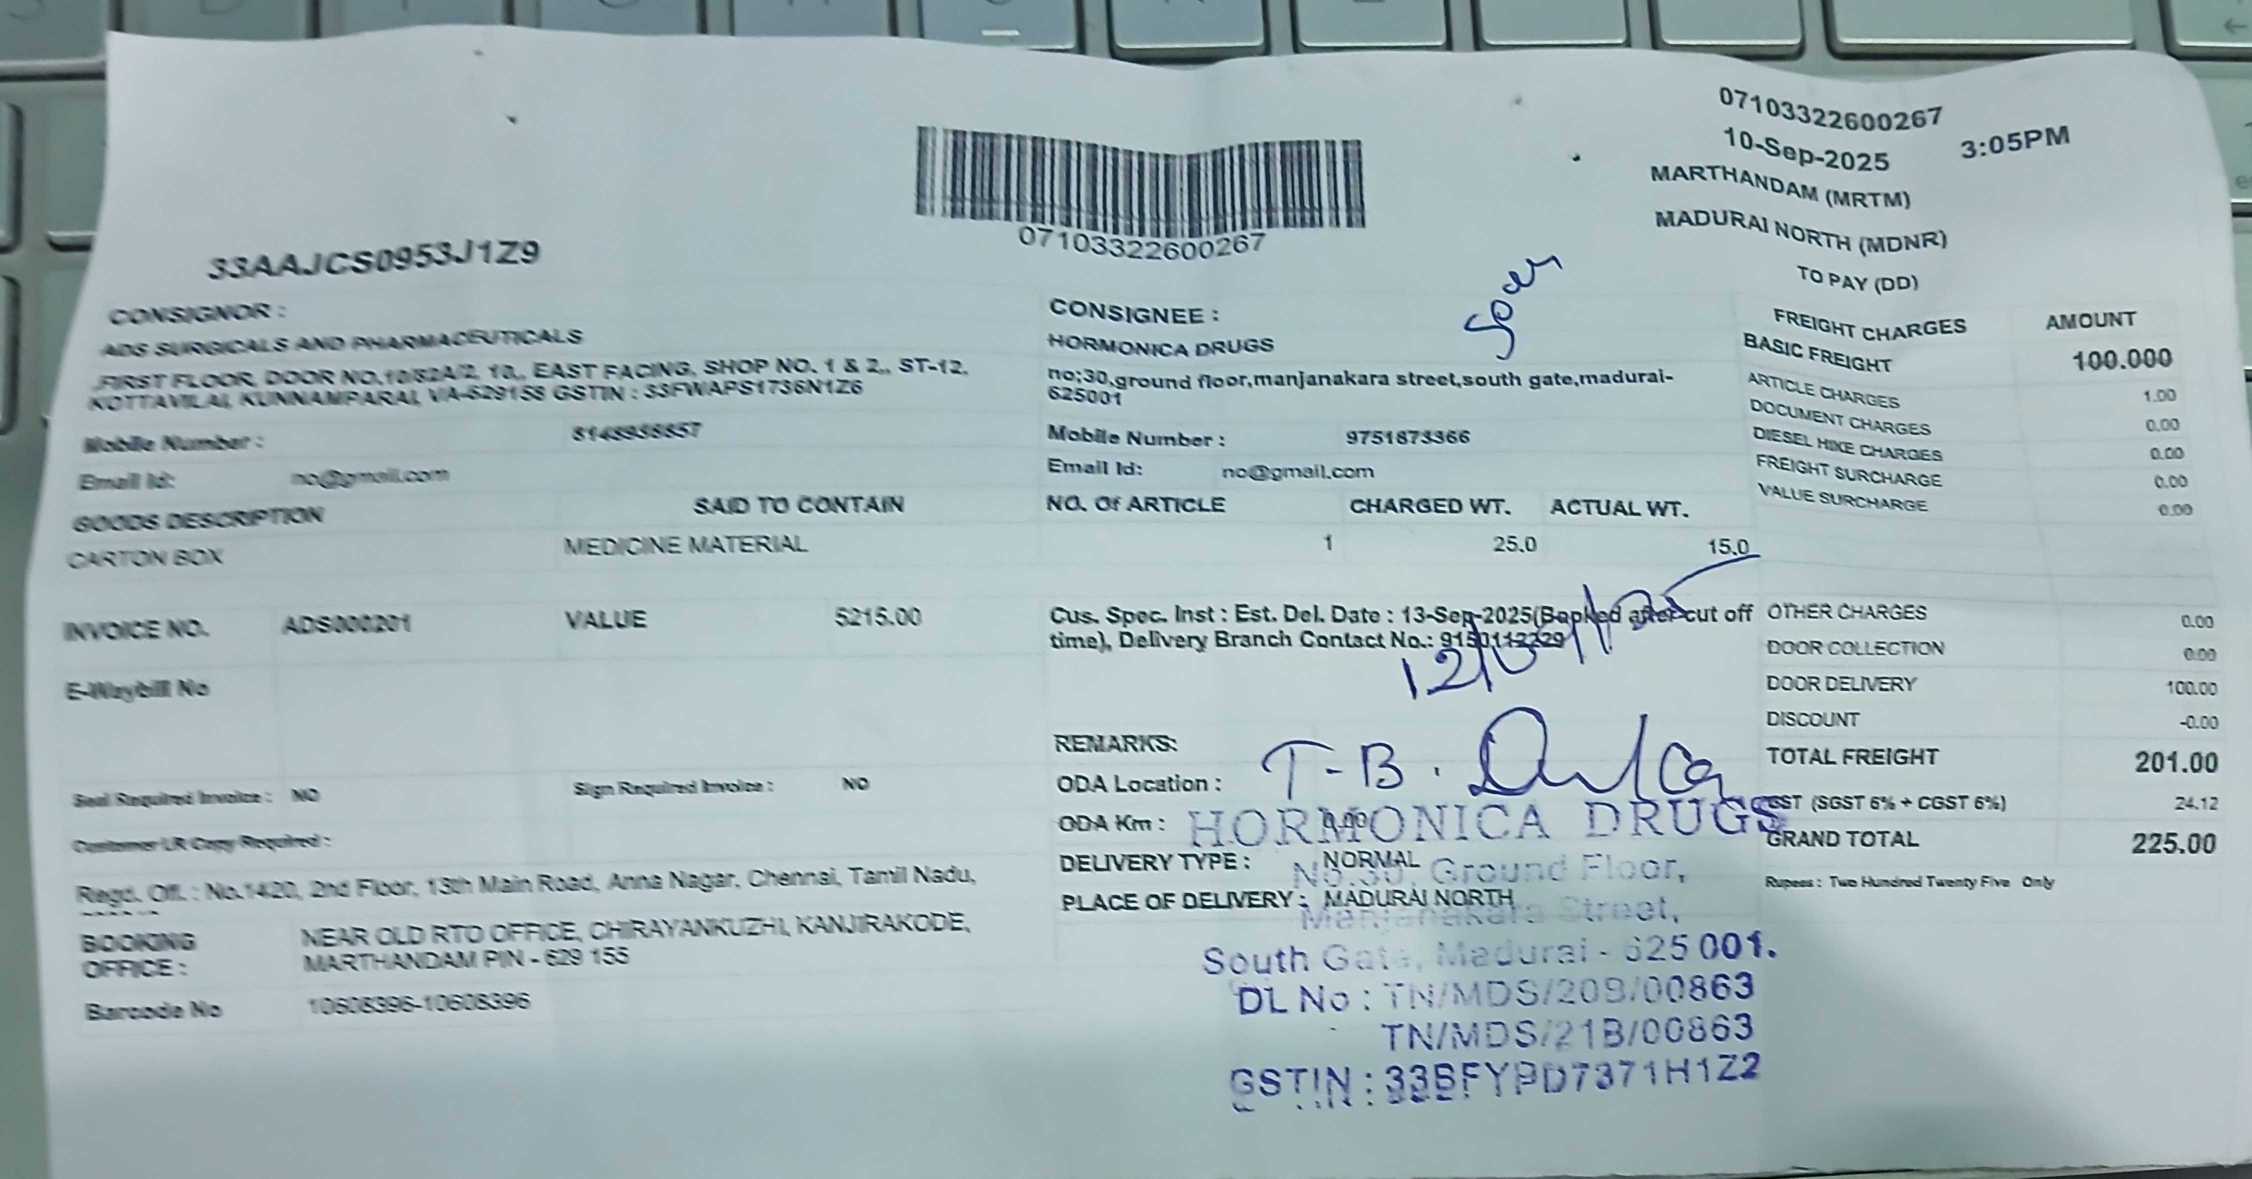 07103322600267
10-Sep-2025 3:05PM
MARTHANDAM (MRTM)
MADURAI NORTH (MDNR)
TO PAY (DD)
07103322600267
33AAJCS0953J1Z9
CONSIGNOR :
ADS SURGICALS AND PHARMACEUTICALS
FIRST FLOOR, DOOR NO, EAST FACING, SHOP NO. 1 & 2,, ST-12,
KOTTAVILAI, KUNNAMPARAI, VA-629153 GSTIN : 33FWAPS1736N1Z6
Mobile Number :
Email Id: no@gmail.com
CONSIGNEE :
HORMONICA DRUGS
no;30,ground floor,manjanakara street,south gate,madurai-
625001
Mobile Number : 9751873366
Email Id: no@gmail.com
GOODS DESCRIPTION SAID TO CONTAIN NO. Of ARTICLE CHARGED WT. ACTUAL WT.
CARTON BOX MEDICINE MATERIAL 1 25.0 15.0
INVOICE NO. ADS000201 VALUE 5215.00
E-Waybill No
Cus. Spec. Inst : Est. Del. Date : 13-Sep-2025(Booked after cut off
time), Delivery Branch Contact No.: 9150112229
Seal Required Invoice : NO Sign Required Invoice : NO
Customer LR Copy Required :
Regd. Off. : No.1420, 2nd Floor, 13th Main Road, Anna Nagar, Chennai, Tamil Nadu,
BOOKING OFFICE : NEAR OLD RTO OFFICE, CHIRAYANKUZHI, KANJIRAKODE,
MARTHANDAM PIN - 629 155
Barcode No 10608396-10608396
REMARKS:
ODA Location :
ODA Km : 0.00
DELIVERY TYPE : NORMAL
PLACE OF DELIVERY : MADURAI NORTH
T-B.
HORMONICA DRUGS
No.30, Ground Floor,
Manjanakara Street,
South Gate, Madurai - 625 001.
DL No : TN/MDS/20B/00863
TN/MDS/21B/00863
GSTIN : 33BFYPD7371H1Z2
FREIGHT CHARGES AMOUNT
BASIC FREIGHT 100.000
ARTICLE CHARGES 1.00
DOCUMENT CHARGES 0.00
DIESEL HIKE CHARGES 0.00
FREIGHT SURCHARGE 0.00
VALUE SURCHARGE 0.00
OTHER CHARGES 0.00
DOOR COLLECTION 0.00
DOOR DELIVERY 100.00
DISCOUNT -0.00
TOTAL FREIGHT 201.00
GST (SGST 6% + CGST 6%) 24.12
GRAND TOTAL 225.00
Rupees : Two Hundred Twenty Five Only